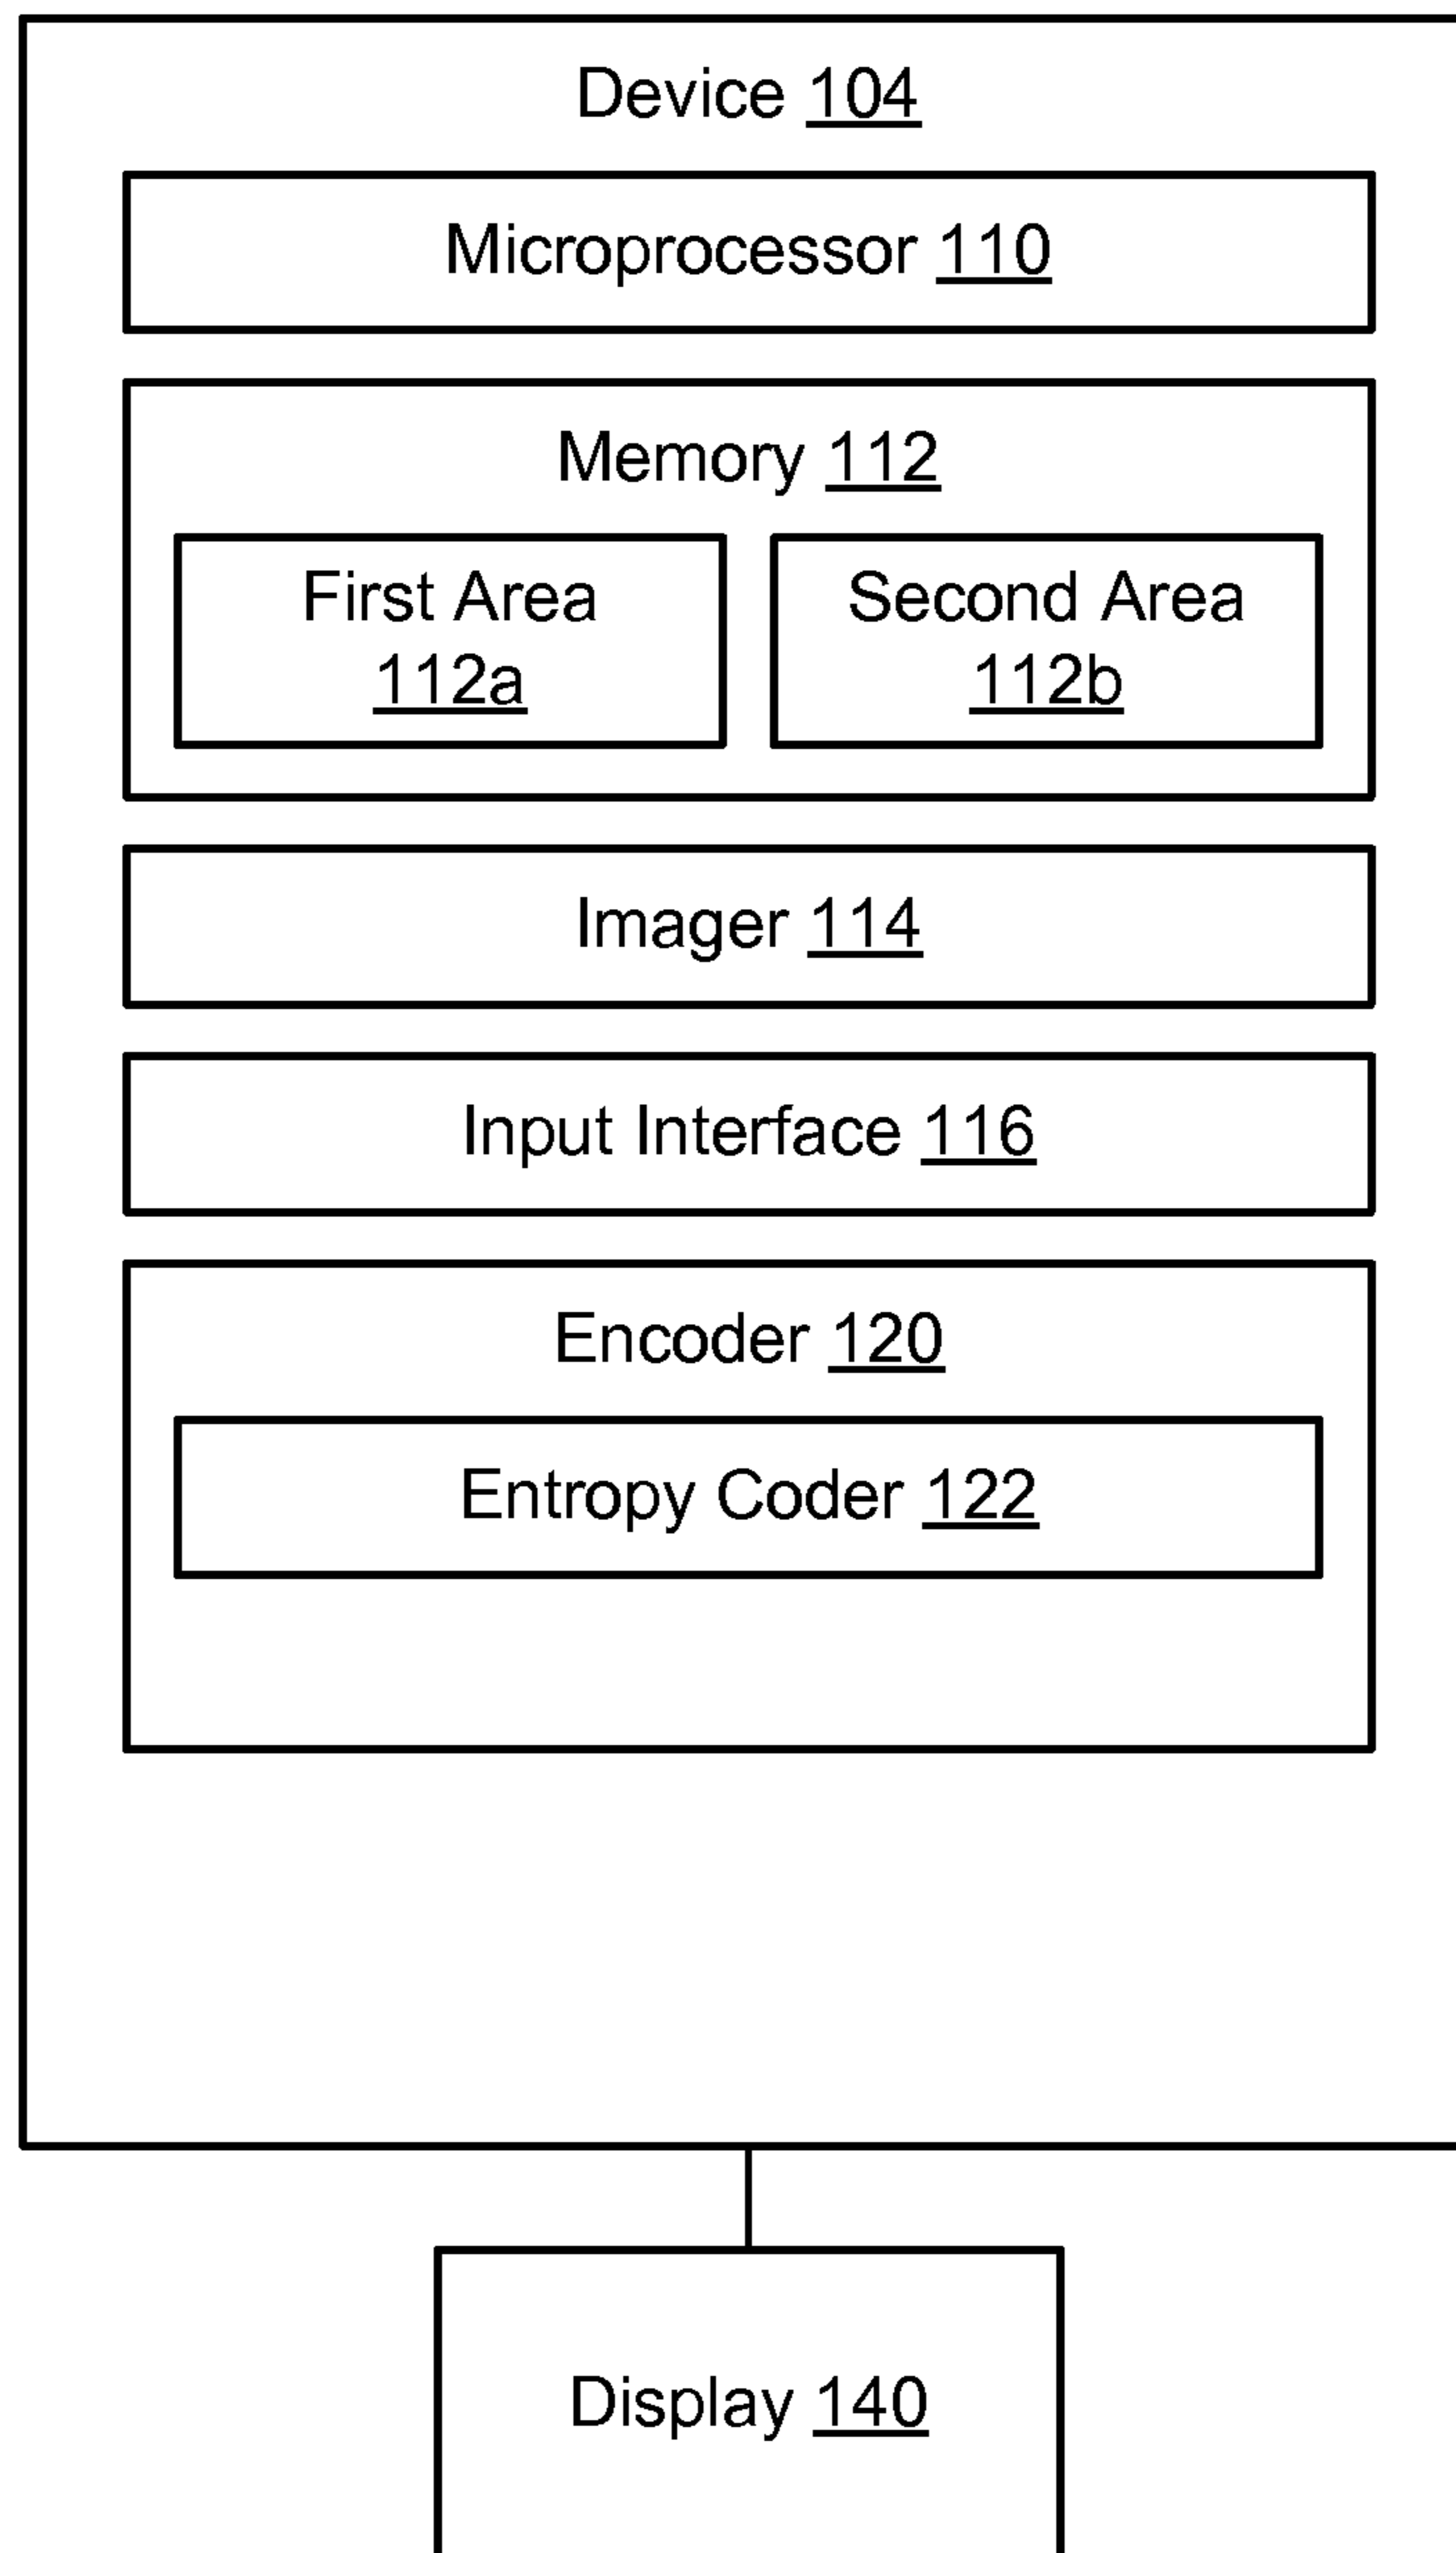 Device 104
Microprocessor 110
Memory 112
First Area
112a
Second Area
112b
Imager 114
Input Interface 116
Encoder 120
Entropy Coder 122
Display 140